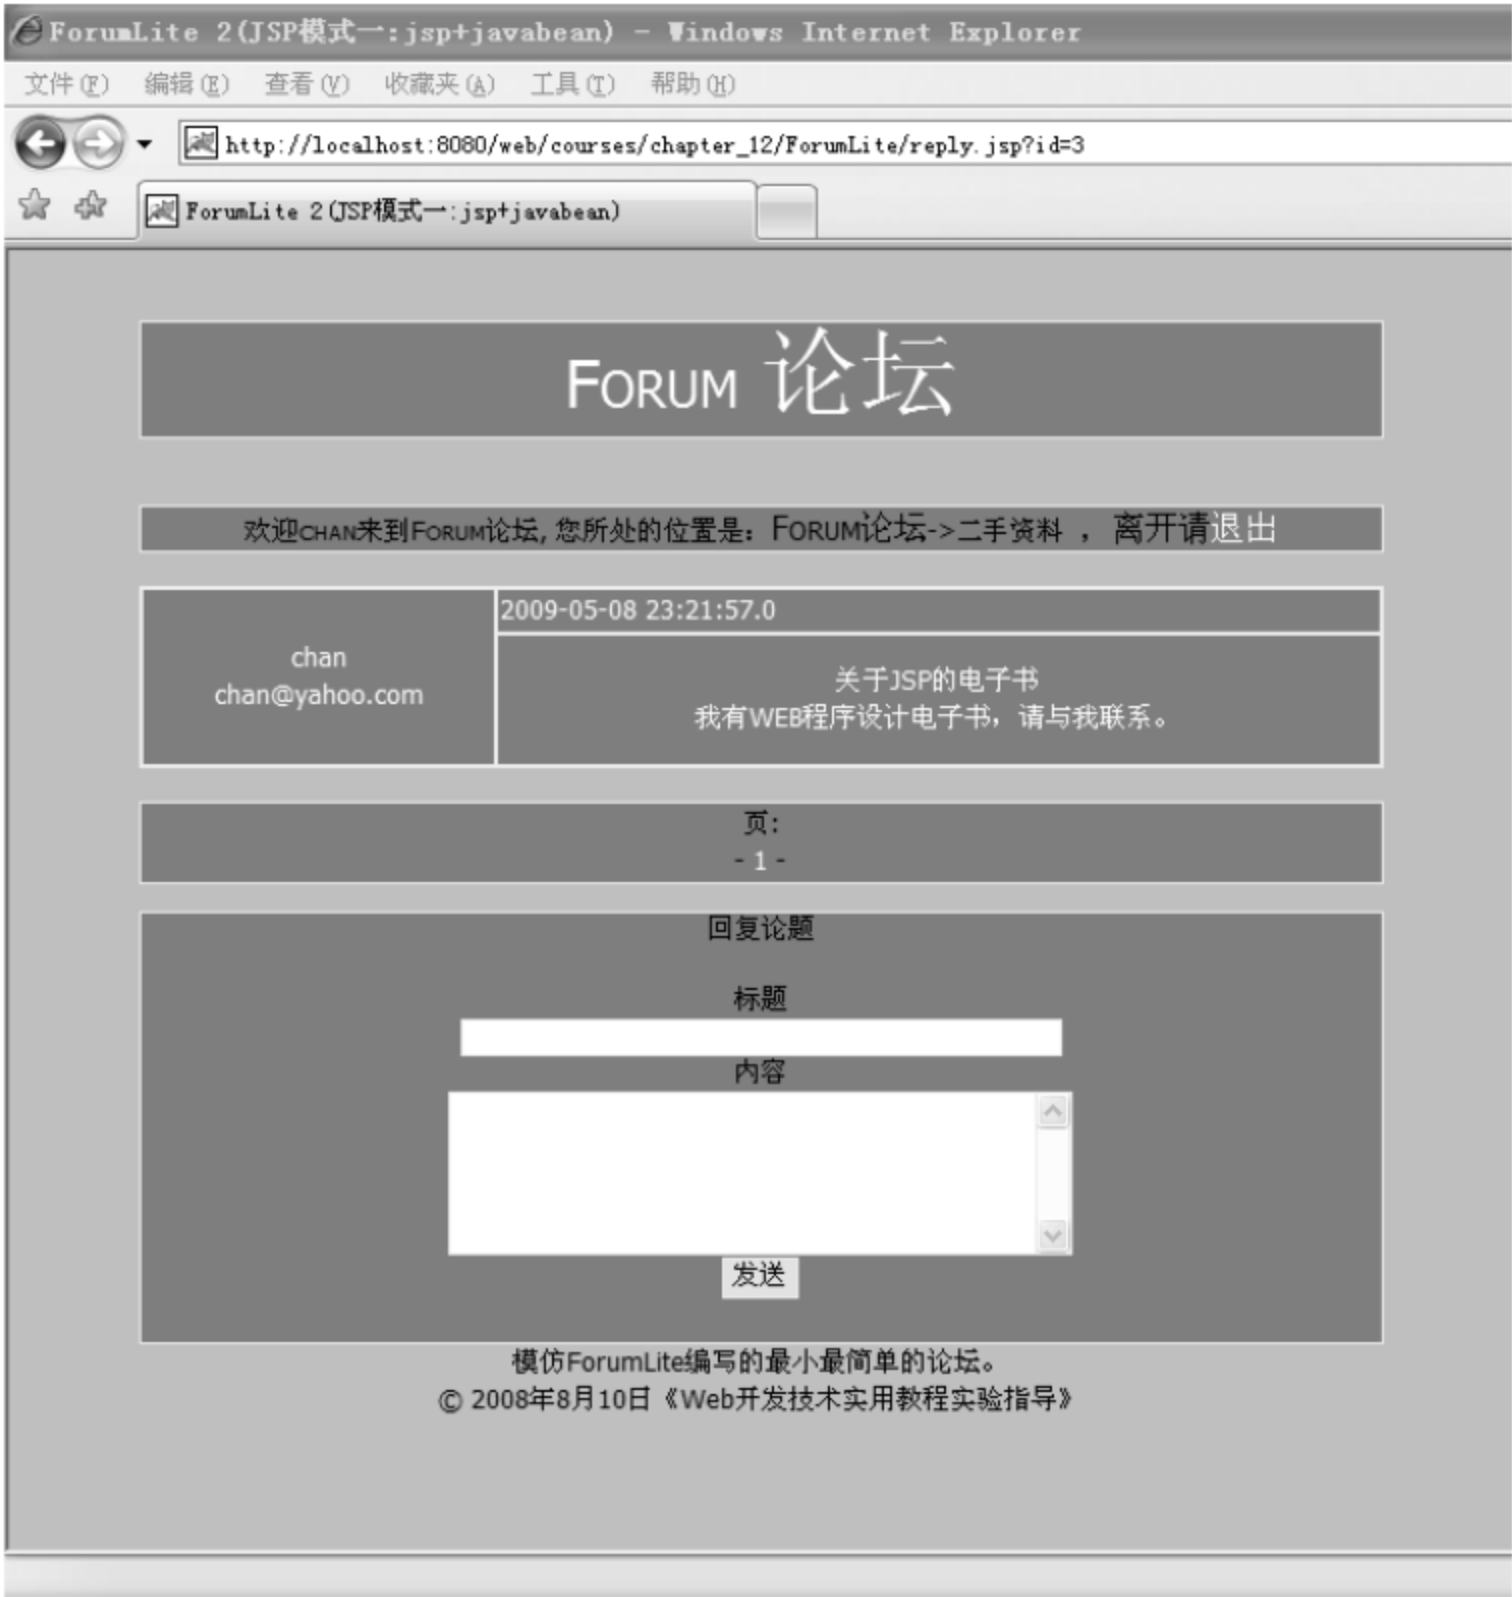 ForumLite 2(JSP模式一:jsp+javabean) - Windows Internet Explorer
文件(F) 编辑(E) 查看(V) 收藏夹(A) 工具(T) 帮助(H)
http://localhost:8080/web/courses/chapter_12/ForumLite/reply.jsp?id=3
ForumLite 2(JSP模式一:jsp+javabean)
FORUM 论坛
欢迎CHAN来到FORUM论坛,您所处的位置是：FORUM论坛->二手资料 ，离开请退出
2009-05-08 23:21:57.0
chan
chan@yahoo.com
关于JSP的电子书
我有WEB程序设计电子书，请与我联系。
页:
- 1 -
回复论题
标题
内容
发送
模仿ForumLite编写的最小最简单的论坛。
© 2008年8月10日《Web开发技术实用教程实验指导》